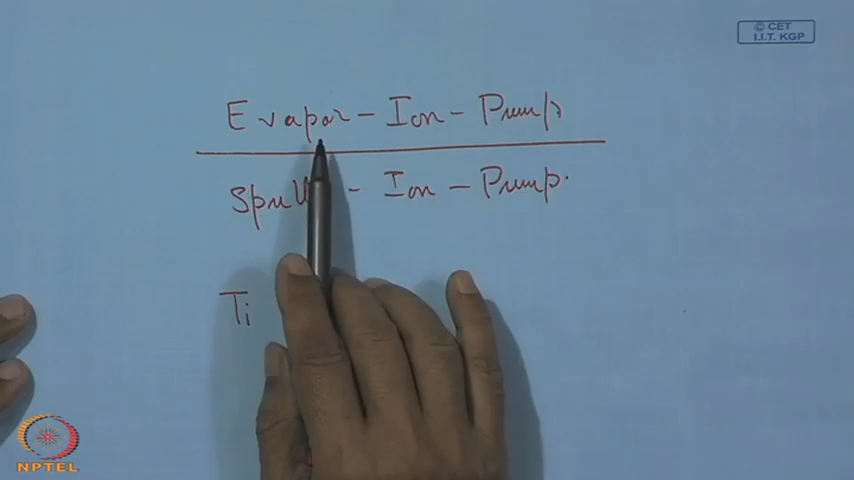 © CET
I.I.T. KGP
Evapor - Ion - Pump
- Ion - Pump.
Ti
NPTEL